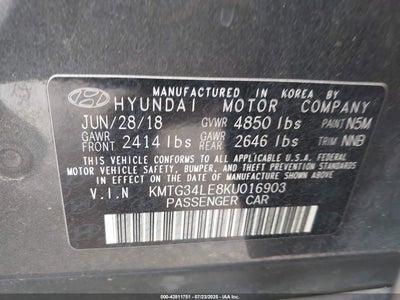 MANUFACTURED IN KOREA BY
HYUNDAI MOTOR COMPANY
JUN/28/18 GVWR 4850 lbs PAINT N5M
GAWR FRONT 2414 lbs GAWR REAR 2646 lbs TRIM NNB
THIS VEHICLE CONFORMS TO ALL APPLICABLE U.S.A. FEDERAL
MOTOR VEHICLE SAFETY, BUMPER, AND THEFT PREVENTION STANDARDS
IN EFFECT ON THE DATE OF MANUFACTURE SHOWN ABOVE.
V.I.N KMTG34LE8KU016903
PASSENGER CAR
000-42811751 - 07/23/2025 -